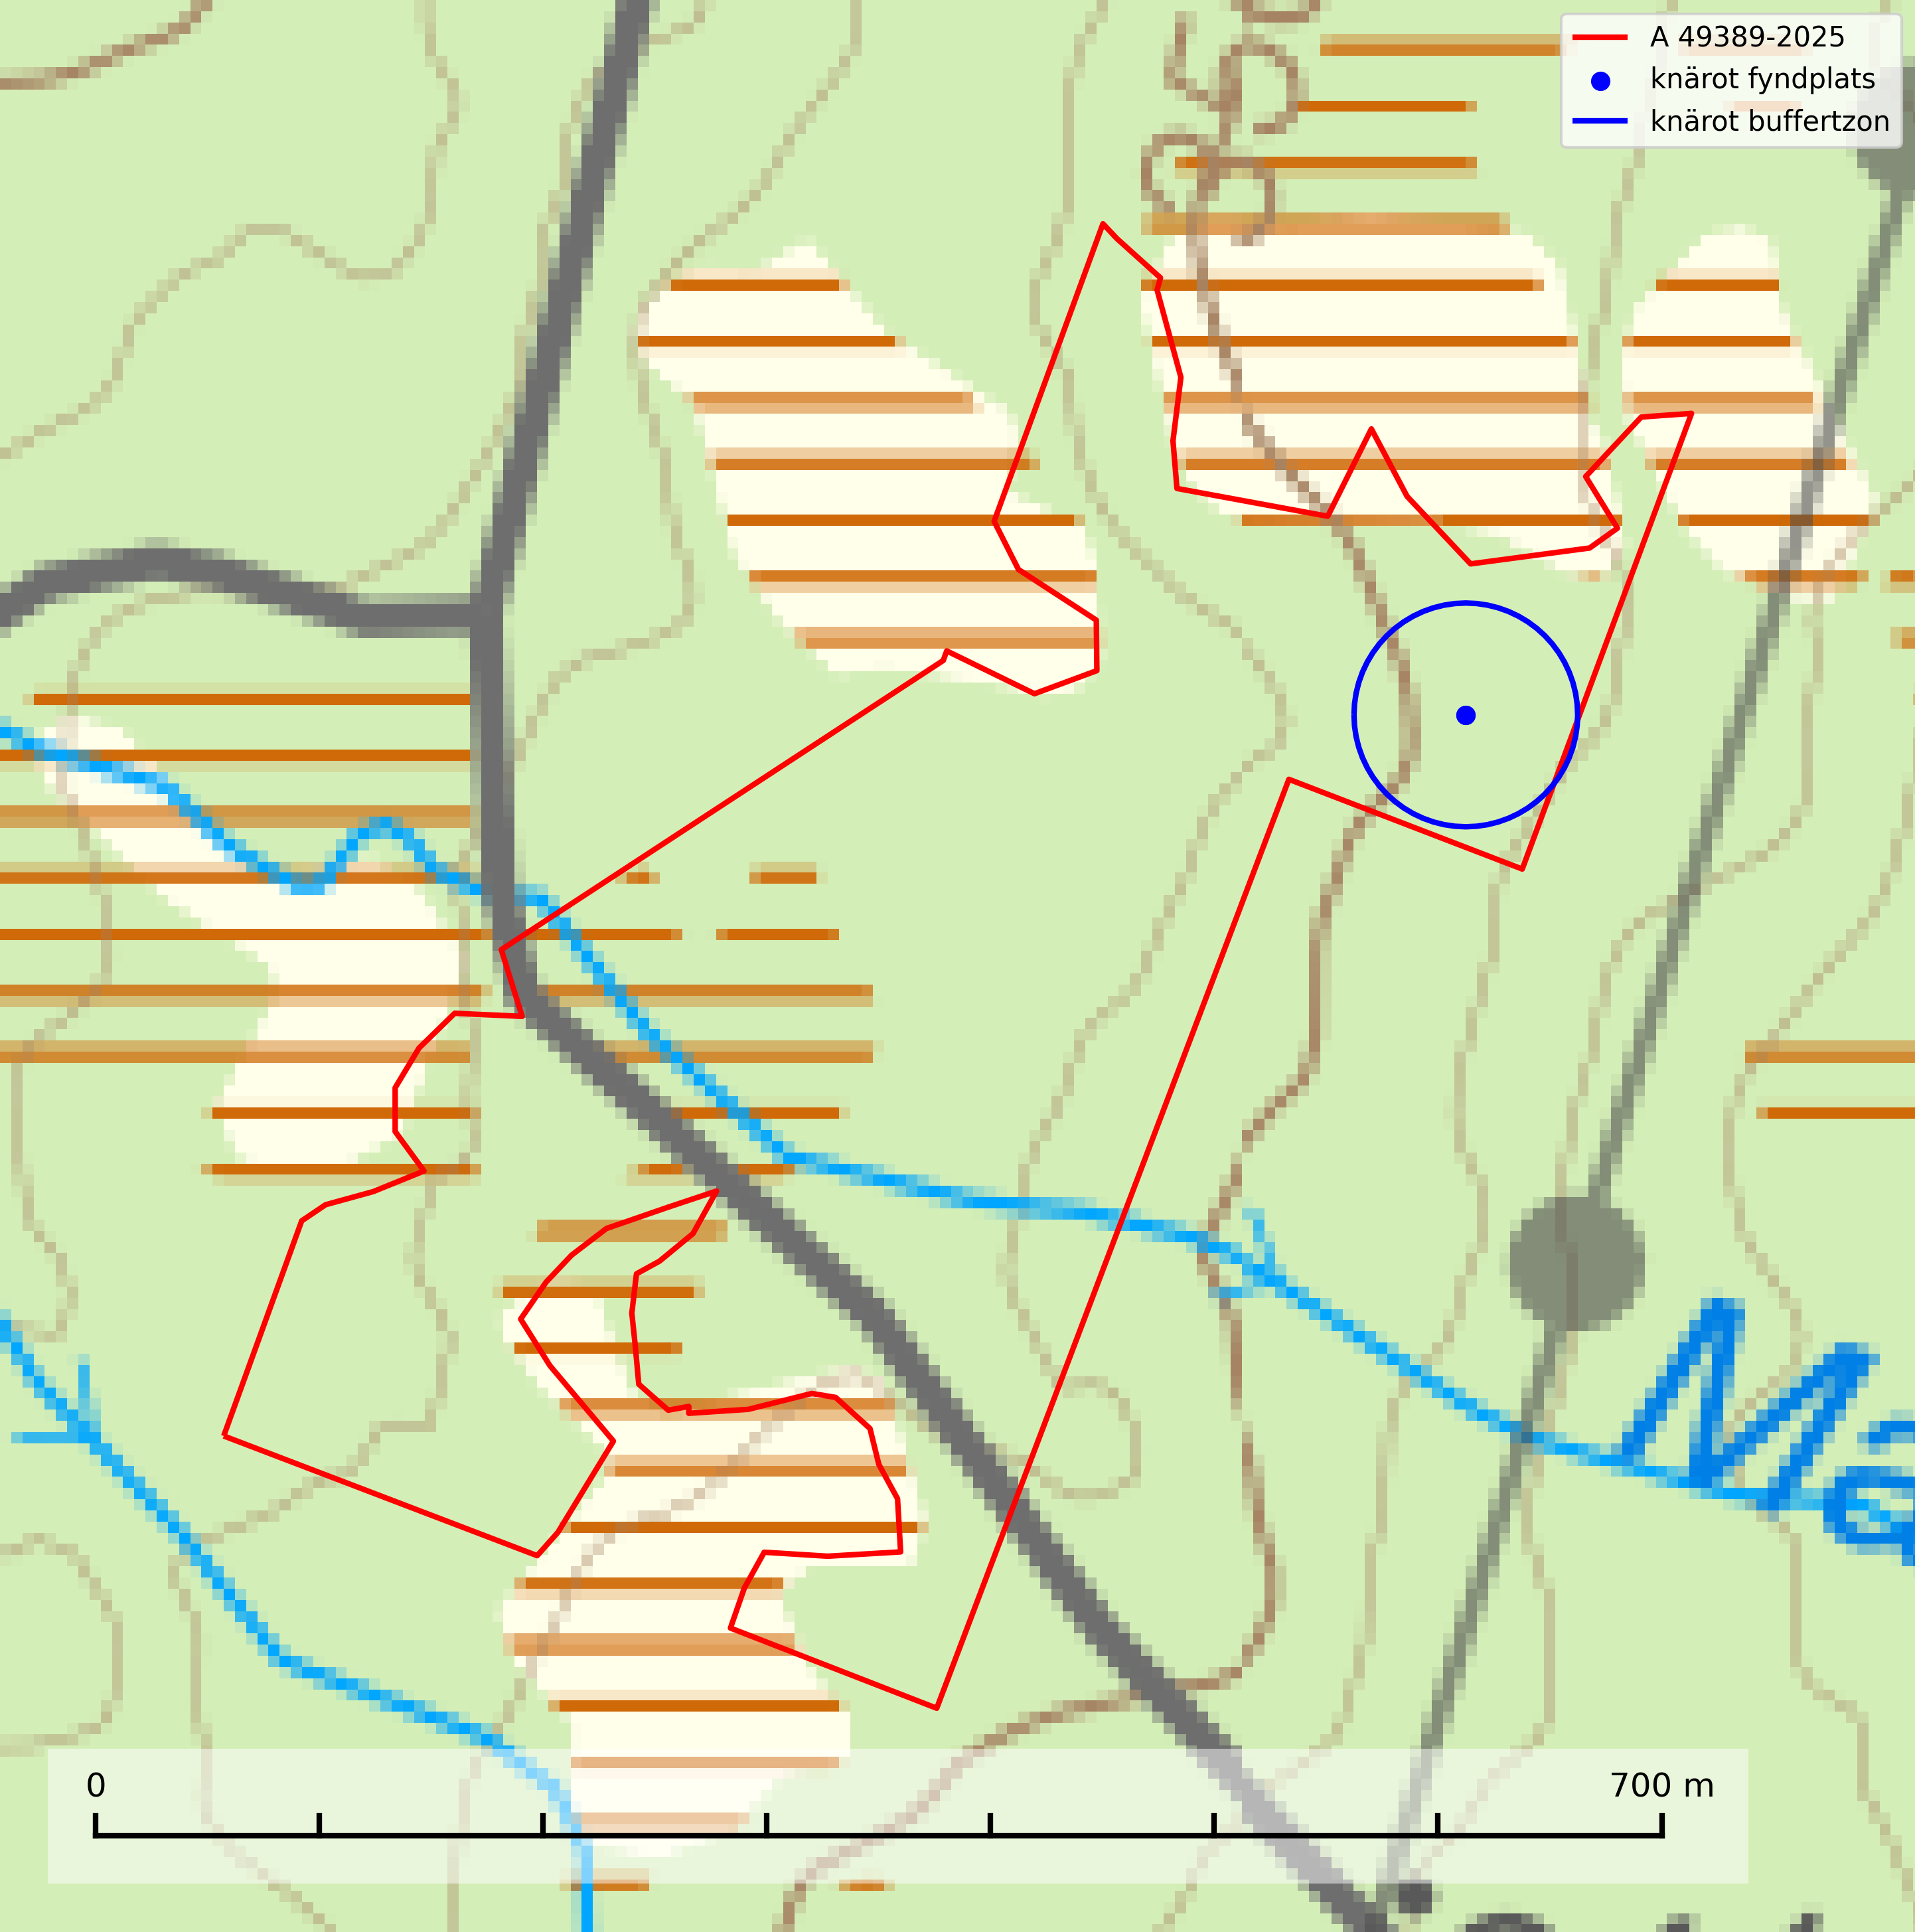 A 49389-2025
knärot fyndplats
knärot buffertzon
0
700 m